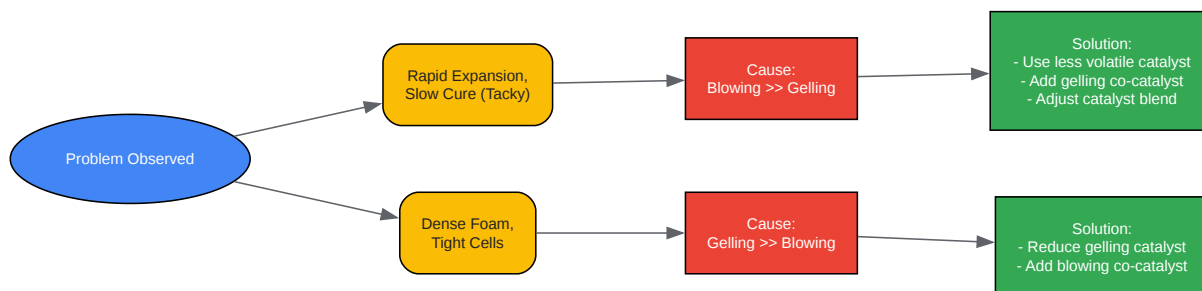 Problem Observed
Rapid Expansion,
Slow Cure (Tacky)
Cause:
Blowing >> Gelling
Solution:
- Use less volatile catalyst
- Add gelling co-catalyst
- Adjust catalyst blend
Dense Foam,
Tight Cells
Cause:
Gelling >> Blowing
Solution:
- Reduce gelling catalyst
- Add blowing co-catalyst